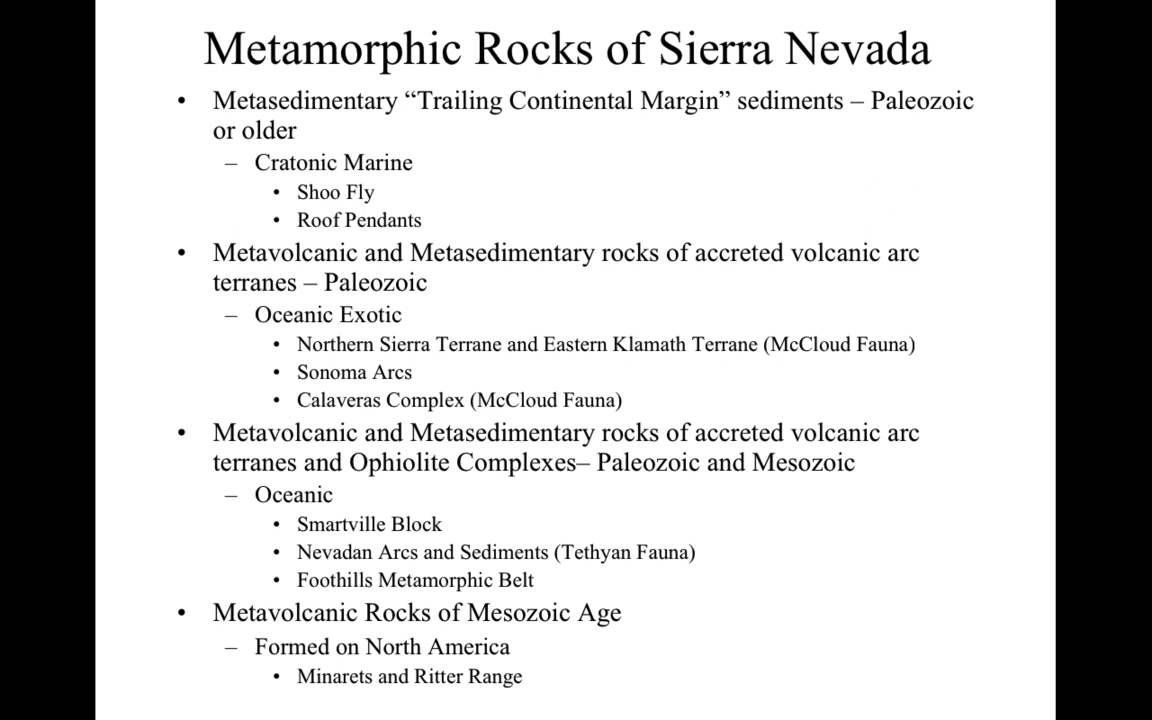 Metamorphic Rocks of Sierra Nevada
• Metasedimentary “Trailing Continental Margin” sediments – Paleozoic
or older
– Cratonic Marine
• Shoo Fly
• Roof Pendants
• Metavolcanic and Metasedimentary rocks of accreted volcanic arc
terranes – Paleozoic
– Oceanic Exotic
• Northern Sierra Terrane and Eastern Klamath Terrane (McCloud Fauna)
• Sonoma Arcs
• Calaveras Complex (McCloud Fauna)
• Metavolcanic and Metasedimentary rocks of accreted volcanic arc
terranes and Ophiolite Complexes– Paleozoic and Mesozoic
– Oceanic
• Smartville Block
• Nevadan Arcs and Sediments (Tethyan Fauna)
• Foothills Metamorphic Belt
• Metavolcanic Rocks of Mesozoic Age
– Formed on North America
• Minarets and Ritter Range